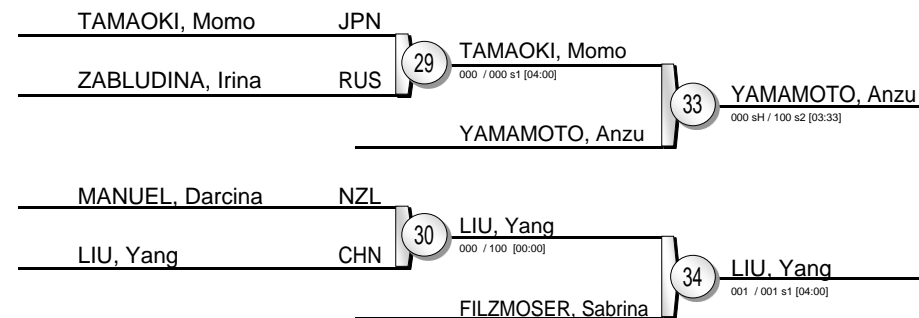 TAMAOKI, Momo JPN
ZABLUDINA, Irina RUS
29
TAMAOKI, Momo
000 / 000 s1 [04:00]
YAMAMOTO, Anzu
33
YAMAMOTO, Anzu
000 sH / 100 s2 [03:33]
MANUEL, Darcina NZL
LIU, Yang CHN
30
LIU, Yang
000 / 100 [00:00]
FILZMOSER, Sabrina
34
LIU, Yang
001 / 001 s1 [04:00]